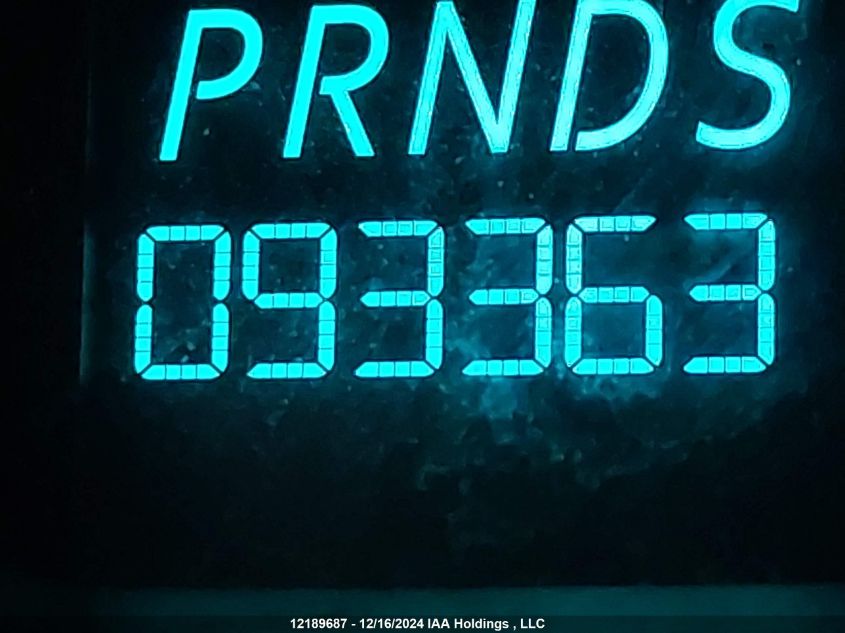 PRNDS
093363
12189687 - 12/16/2024 IAA Holdings , LLC